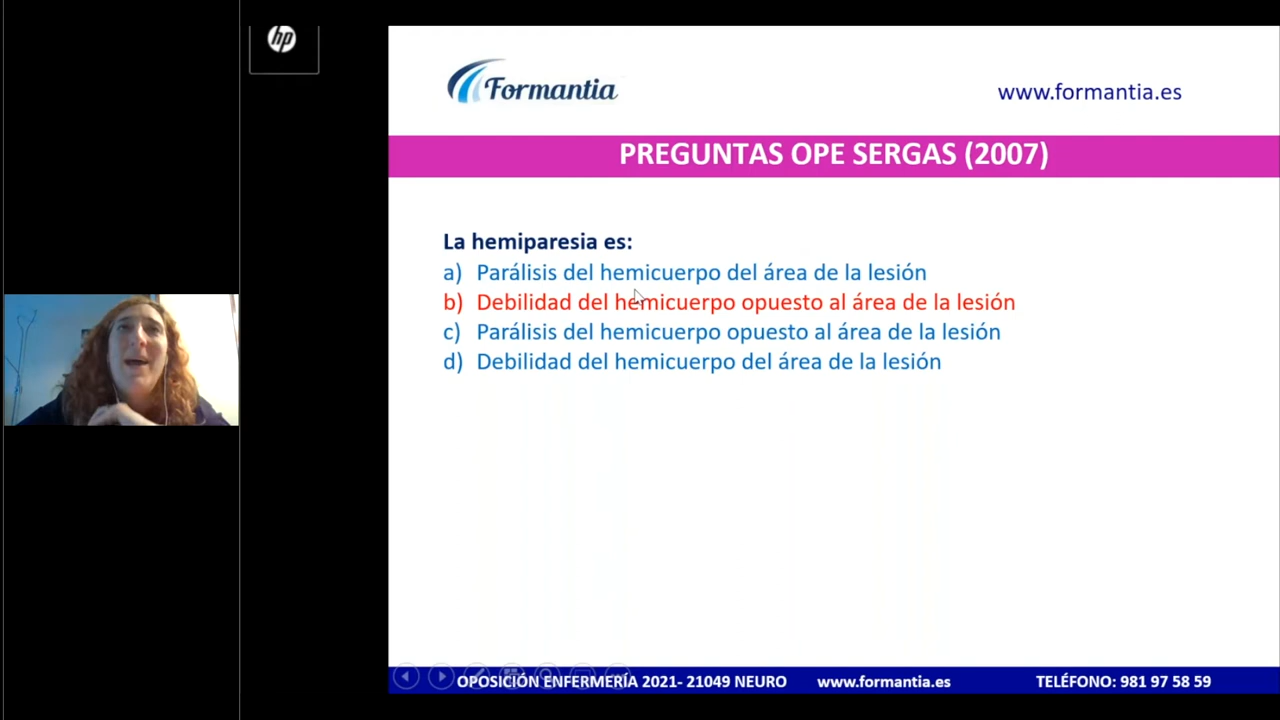 hp
Formantia
www.formantia.es
PREGUNTAS OPE SERGAS (2007)
La hemiparesia es:
a) Parálisis del hemicuerpo del área de la lesión
b) Debilidad del hemicuerpo opuesto al área de la lesión
c) Parálisis del hemicuerpo opuesto al área de la lesión
d) Debilidad del hemicuerpo del área de la lesión
OPOSICIÓN ENFERMERÍA 2021- 21049 NEURO www.formantia.es TELÉFONO: 981 97 58 59